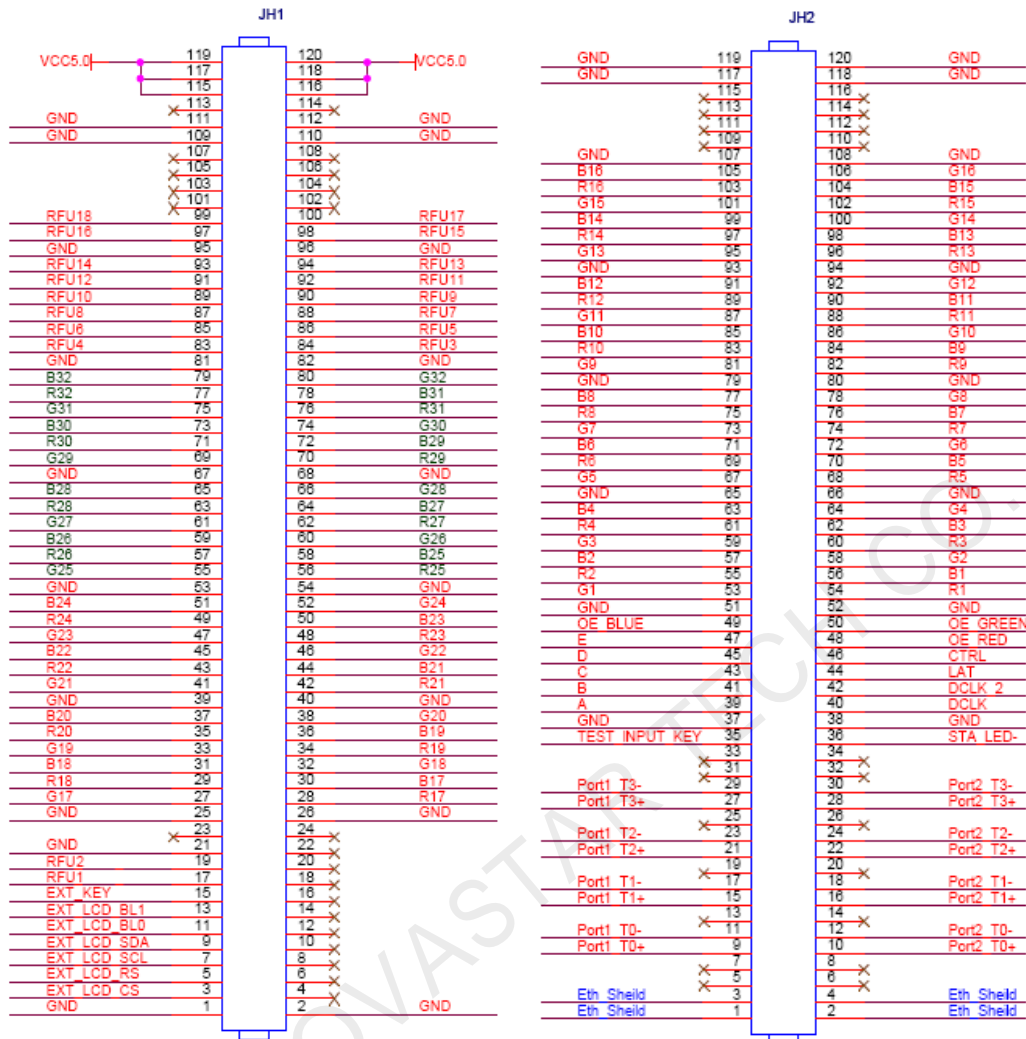 JH1
VCC5.0 119 120 VCC5.0
117 118
115 116
113 114
GND 111 112 GND
GND 109 110 GND
107 108
105 106
103 104
101 102
RFU18 99 100 RFU17
RFU16 97 98 RFU15
GND 95 96 GND
RFU14 93 94 RFU13
RFU12 91 92 RFU11
RFU10 89 90 RFU9
RFU8 87 88 RFU7
RFU6 85 86 RFU5
RFU4 83 84 RFU3
GND 81 82 GND
B32 79 80 G32
R32 77 78 B31
G31 75 76 R31
B30 73 74 G30
R30 71 72 B29
G29 69 70 R29
GND 67 68 GND
B28 65 66 G28
R28 63 64 B27
G27 61 62 R27
B26 59 60 G26
R26 57 58 B25
G25 55 56 R25
GND 53 54 GND
B24 51 52 G24
R24 49 50 B23
G23 47 48 R23
B22 45 46 G22
R22 43 44 B21
G21 41 42 R21
GND 39 40 GND
B20 37 38 G20
R20 35 36 B19
G19 33 34 R19
B18 31 32 G18
R18 29 30 B17
G17 27 28 R17
GND 25 26 GND
23 24
GND 21 22
RFU2 19 20
RFU1 17 18
EXT_KEY 15 16
EXT_LCD_BL1 13 14
EXT_LCD_BL0 11 12
EXT_LCD_SDA 9 10
EXT_LCD_SCL 7 8
EXT_LCD_RS 5 6
EXT_LCD_CS 3 4
GND 1 2 GND
JH2
GND 119 120 GND
GND 117 118 GND
115 116
113 114
111 112
109 110
GND 107 108 GND
B16 105 106 G16
R16 103 104 B15
G15 101 102 R15
B14 99 100 G14
R14 97 98 B13
G13 95 96 R13
GND 93 94 GND
B12 91 92 G12
R12 89 90 B11
G11 87 88 R11
B10 85 86 G10
R10 83 84 B9
G9 81 82 R9
GND 79 80 GND
B8 77 78 G8
R8 75 76 B7
G7 73 74 R7
B6 71 72 G6
R6 69 70 B5
G5 67 68 R5
GND 65 66 GND
B4 63 64 G4
R4 61 62 B3
G3 59 60 R3
B2 57 58 G2
R2 55 56 B1
G1 53 54 R1
GND 51 52 GND
OE_BLUE 49 50 OE_GREEN
E 47 48 OE_RED
D 45 46 CTRL
C 43 44 LAT
B 41 42 DCLK_2
A 39 40 DCLK
GND 37 38 GND
TEST_INPUT_KEY 35 36 STA_LED-
33 34
31 32
Port1_T3- 29 30 Port2_T3-
Port1_T3+ 27 28 Port2_T3+
25 26
Port1_T2- 23 24 Port2_T2-
Port1_T2+ 21 22 Port2_T2+
19 20
Port1_T1- 17 18 Port2_T1-
Port1_T1+ 15 16 Port2_T1+
13 14
Port1_T0- 11 12 Port2_T0-
Port1_T0+ 9 10 Port2_T0+
7 8
5 6
Eth_Sheild 3 4 Eth_Sheild
Eth_Sheild 1 2 Eth_Sheild
OVASTAR TECH CO.